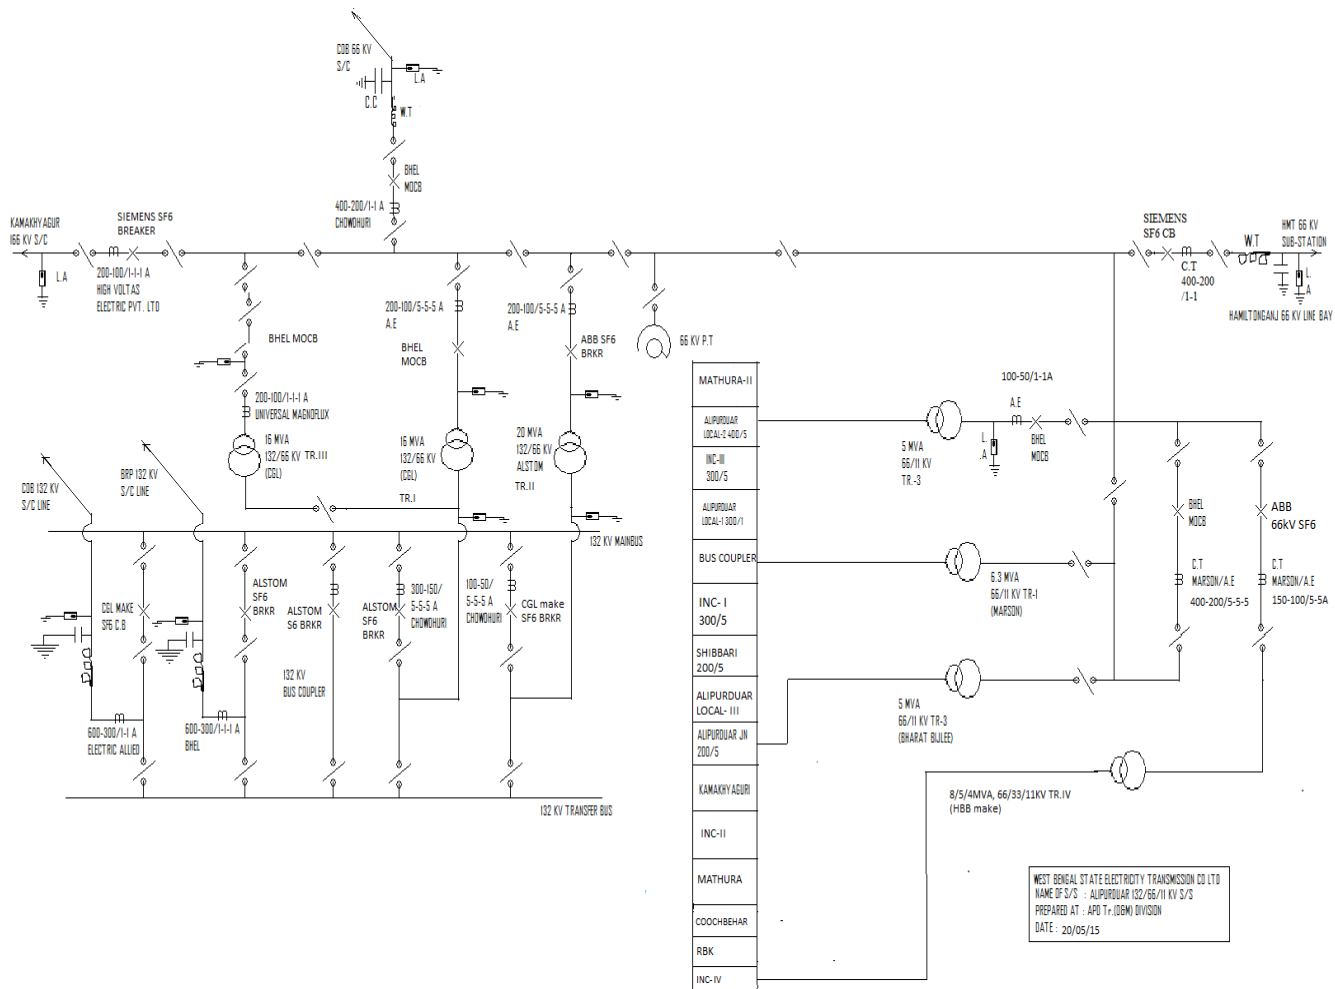 COB 66 KV
S/C
L.A
C.C
W.T
BHEL
MOCB
400-200/1-1 A
CHOWDHURI
KAMAKHYAGUR
166 KV S/C
SIEMENS SF6
BREAKER
L.A
200-100/1-1-1 A
HIGH VOLTAS
ELECTRIC PVT. LTD
SIEMENS
SF6 CB
W.T
HMT 66 KV
SUB-STATION
C.T
400-200
/1-1
L.
A
HAMILTONGANJ 66 KV LINE BAY
BHEL MOCB
200-100/5-5-5 A
A.E
BHEL
MOCB
200-100/5-5-5 A
A.E
ABB SF6
BRKR
66 KV P.T
200-100/1-1-1 A
UNIVERSAL MAGNOFLUX
16 MVA
132/66 KV TR.III
(CGL)
16 MVA
132/66 KV
(CGL)
TR.I
20 MVA
132/66 KV
ALSTOM
TR.II
COB 132 KV
S/C LINE
BRP 132 KV
S/C LINE
132 KV MAINBUS
CGL MAKE
SF6 C.B
ALSTOM
SF6
BRKR
ALSTOM
S6 BRKR
ALSTOM
SF6
BRKR
300-150/
5-5-5 A
CHOWDHURI
100-50/
5-5-5 A
CHOWDHURI
CGL make
SF6 BRKR
132 KV
BUS COUPLER
600-300/1-1-1 A
ELECTRIC ALLIED
600-300/1-1-1 A
BHEL
132 KV TRANSFER BUS
MATHURA-II
ALIPURDUAR
LOCAL-2 400/5
INC-III
300/5
ALIPURDUAR
LOCAL-1 300/1
BUS COUPLER
INC- I
300/5
SHIBBARI
200/5
ALIPURDUAR
LOCAL- III
ALIPURDUAR JN
200/5
KAMAKHYAGURI
INC-II
MATHURA
COOCHBEHAR
RBK
INC-IV
100-50/1-1A
A.E
BHEL
MOCB
L.
.A
5 MVA
66/11 KV
TR.-3
6.3 MVA
66/11 KV TR-1
(MARSON)
5 MVA
66/11 KV TR-3
(BHARAT BIJLEE)
BHEL
MOCB
ABB
66kV SF6
C.T
MARSON/A.E
400-200/5-5-5
C.T
MARSON/A.E
150-100/5-5A
8/5/4MVA, 66/33/11KV TR.IV
(HBB make)
WEST BENGAL STATE ELECTRICITY TRANSMISSION CO LTD
NAME OF S/S : ALIPURDUAR 132/66/11 KV S/S
PREPARED AT : APD Tr.(O&M) DIVISION
DATE : 20/05/15